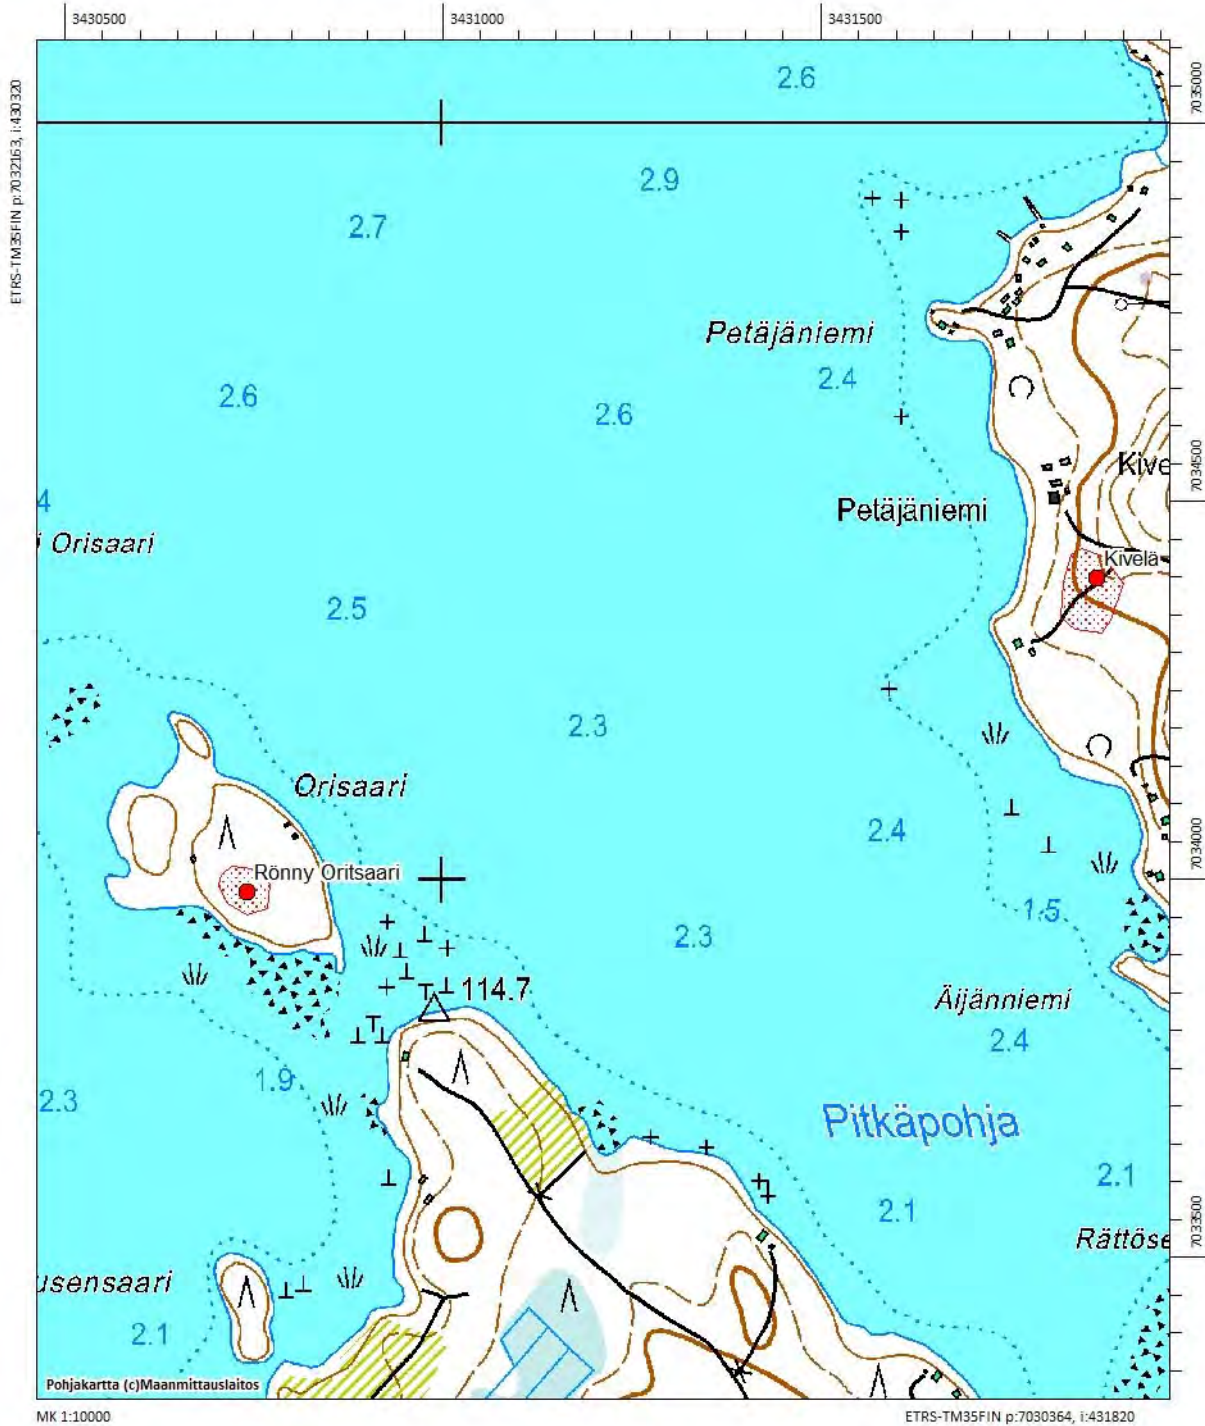 3430500
3431000
3431500
ETRS-TM35FIN p:7032163, i:430320
7035000
2.6
2.9
2.7
Petäjäniemi
2.4
2.6
2.6
Kive
7034500
4
Petäjäniemi
Orisaari
Kivelä
2.5
2.3
Orisaari
2.4
7034000
Rönny Oritsaari
1.5
2.3
114.7
Äijänniemi
2.4
1.9
2.3
Pitkäpohja
2.1
2.1
7033500
Rättöse
usensaari
2.1
Pohjakartta (c)Maanmittauslaitos
MK 1:10000
ETRS-TM35FIN p:7030364, i:431820